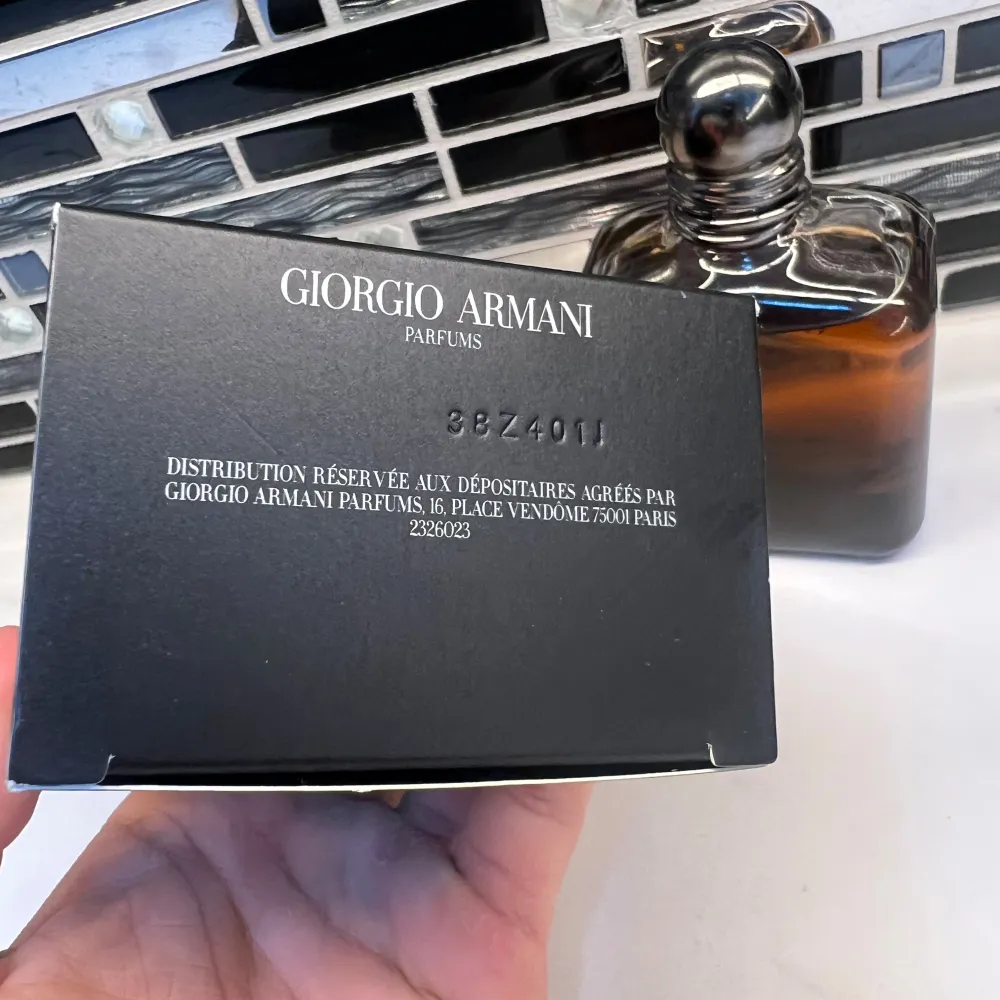 GIORGIO ARMANI
PARFUMS
38Z401J
DISTRIBUTION RÉSERVÉE AUX DÉPOSITAIRES AGRÉÉS PAR
GIORGIO ARMANI PARFUMS, 16, PLACE VENDÔME 75001 PARIS
2326023